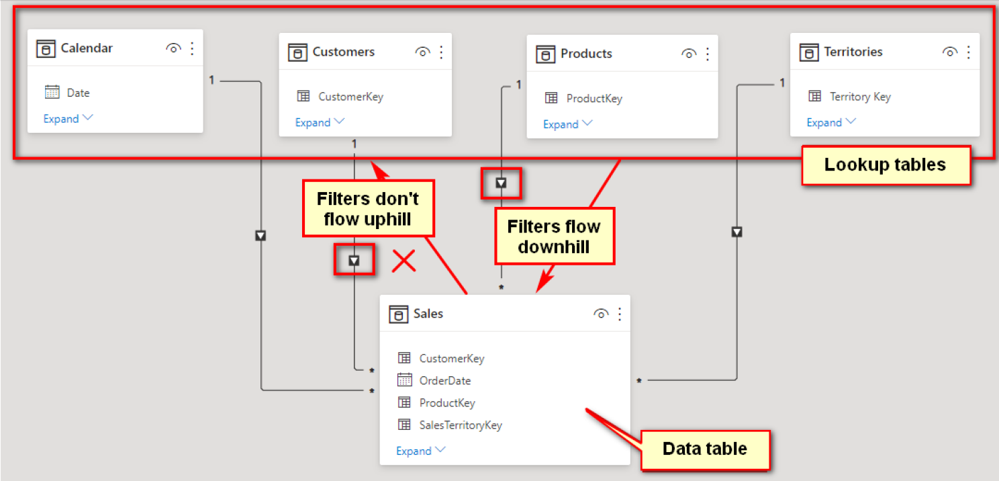 Calendar
Date
Expand
1
Customers
CustomerKey
Expand
1
Products
ProductKey
Expand
1
Territories
Territory Key
Expand
1
Lookup tables
Filters don't
flow uphill
Filters flow
downhill
*
Sales
CustomerKey
OrderDate
ProductKey
SalesTerritoryKey
Expand
*
*
*
Data table